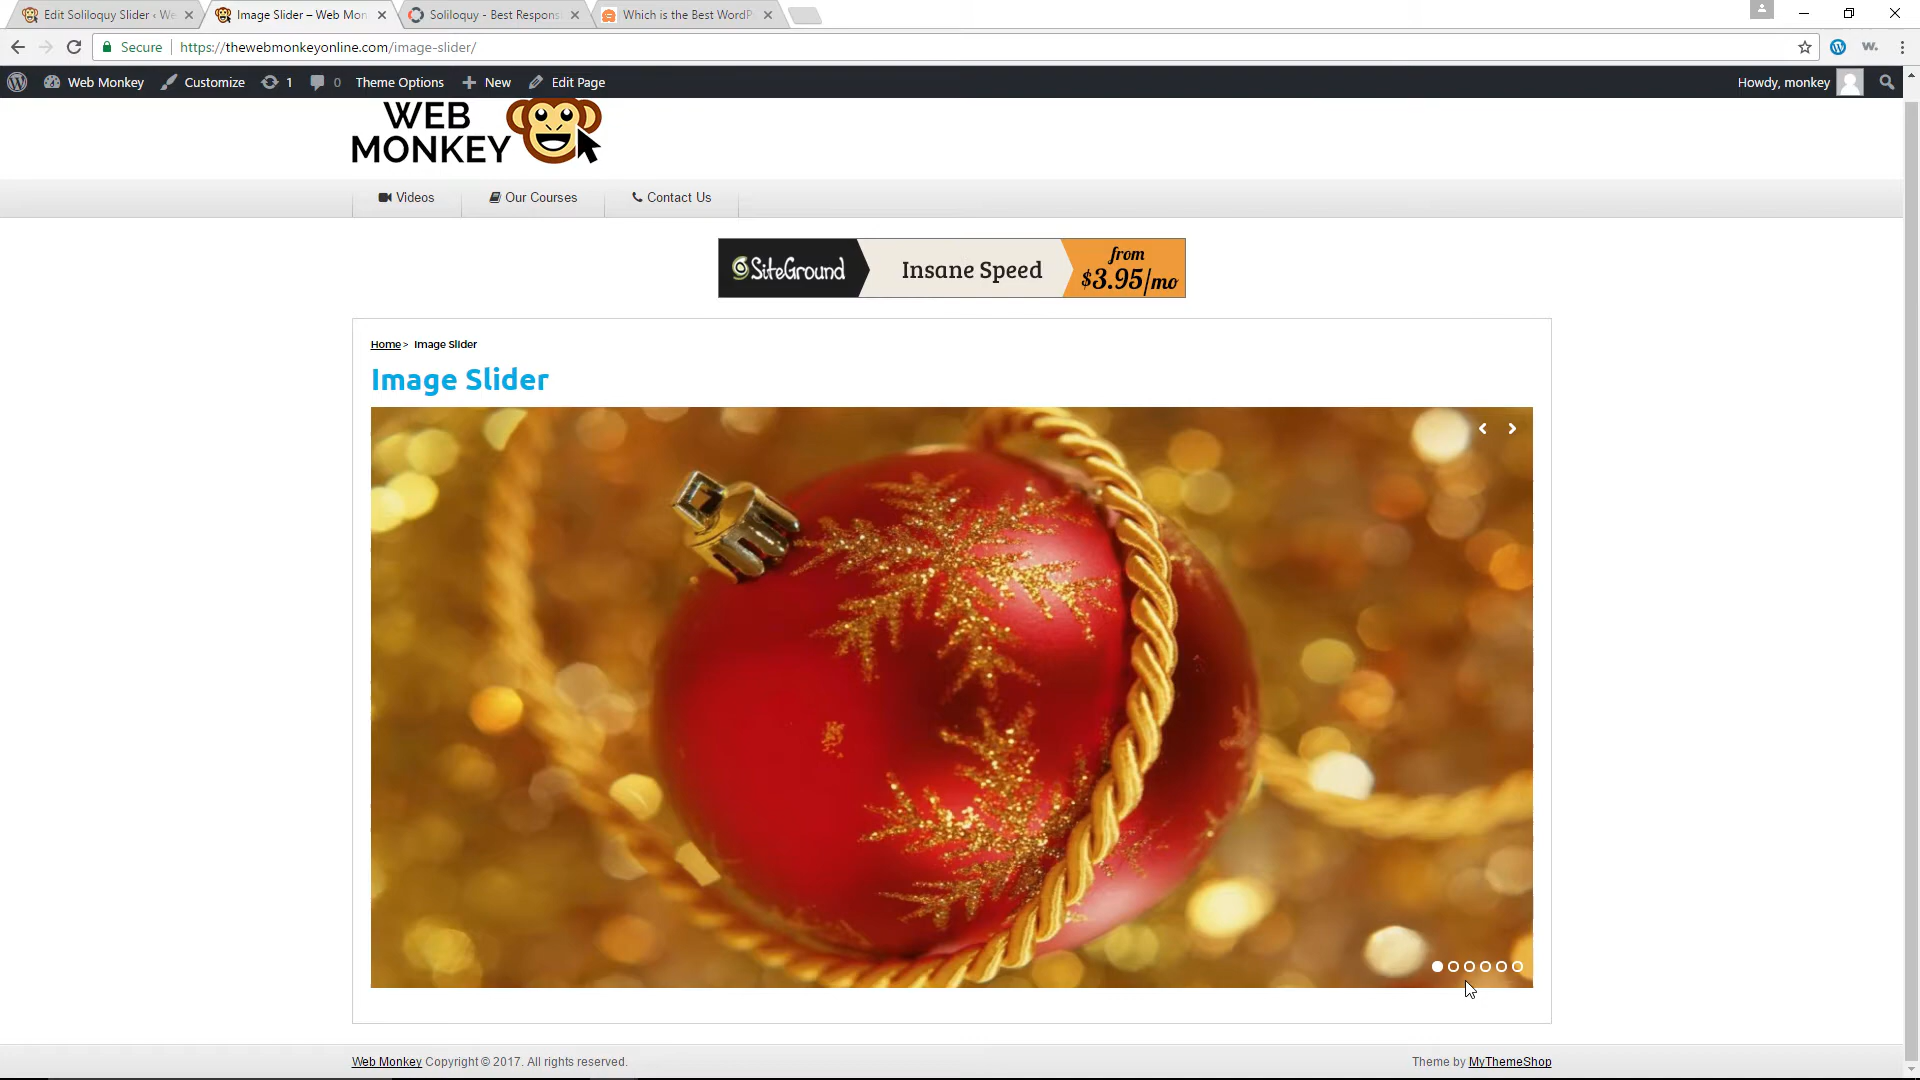 Edit Soliloquy Slider ‹ We
Image Slider – Web Mon
Soliloquy - Best Respons
Which is the Best WordP
Secure
https://thewebmonkeyonline.com/image-slider/
W.
Web Monkey
Customize
1
0
Theme Options
New
Edit Page
Howdy, monkey
WEB
MONKEY
Videos
Our Courses
Contact Us
SiteGround
Insane Speed
from
$3.95/mo
Home > Image Slider
Image Slider
Web Monkey Copyright © 2017. All rights reserved.
Theme by MyThemeShop